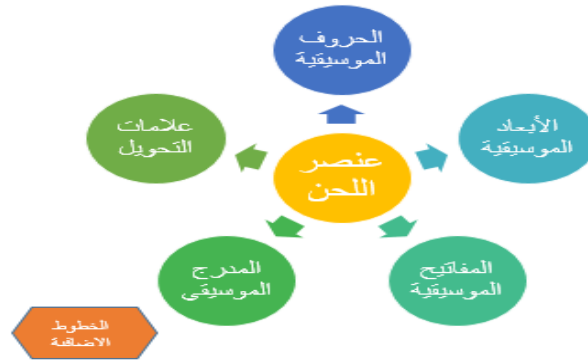 الحروف
الموسيقية
علامات
التحويل
الأبعاد
الموسيقية
عنصر
اللحن
المدرج
الموسيقي
المفاتيح
الموسيقية
الخطوط
الاضافية